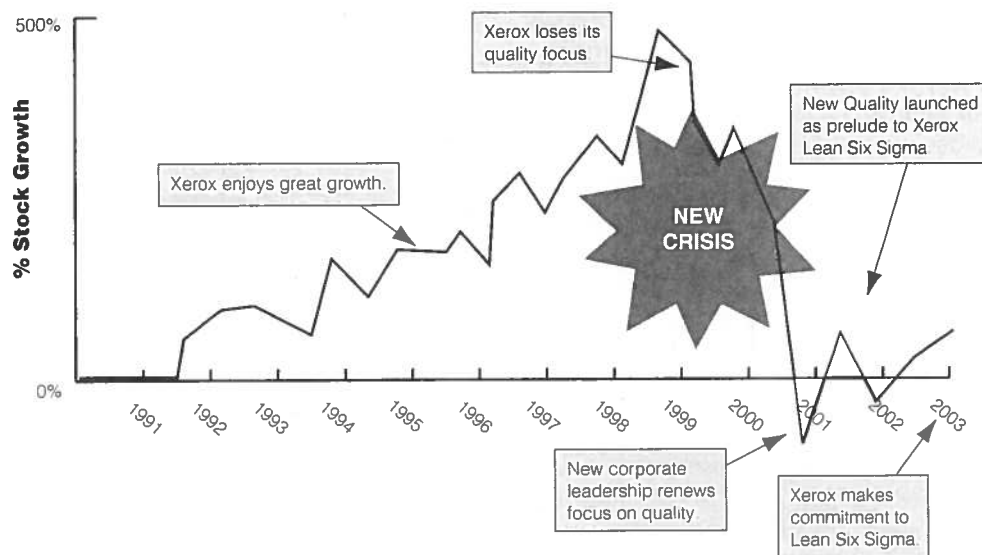 500%
Xerox loses its
quality focus.
New Quality launched
as prelude to Xerox
Lean Six Sigma.
Xerox enjoys great growth.
% Stock Growth
NEW
CRISIS
0%
1991
1992
1993
1994
1995
1996
1997
1998
1999
2000
2001
2002
2003
New corporate
leadership renews
focus on quality.
Xerox makes
commitment to
Lean Six Sigma.